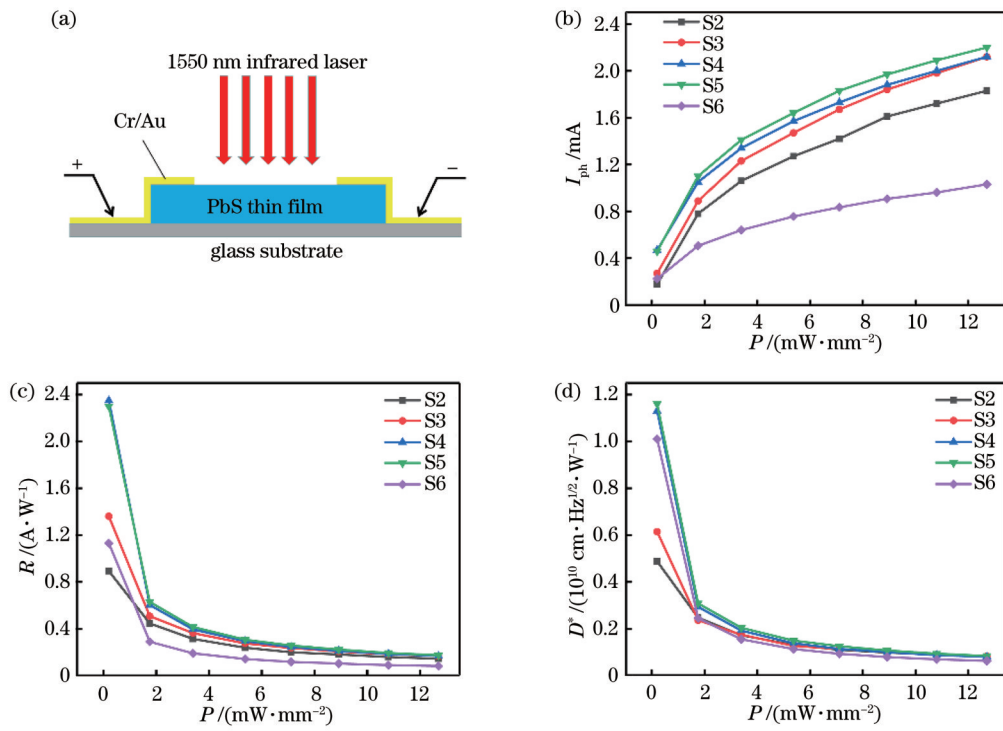 (a)
1550 nm infrared laser
Cr/Au
+
−
PbS thin film
glass substrate
(b)
S2
S3
S4
S5
S6
2.4
2.0
1.6
1.2
0.8
0.4
0
I_ph /mA
0 2 4 6 8 10 12
P /(mW·mm⁻²)
(c)
S2
S3
S4
S5
S6
2.4
2.0
1.6
1.2
0.8
0.4
0
R /(A·W⁻¹)
0 2 4 6 8 10 12
P /(mW·mm⁻²)
(d)
S2
S3
S4
S5
S6
1.2
1.0
0.8
0.6
0.4
0.2
0
D* /(10¹⁰ cm·Hz^1/2·W⁻¹)
0 2 4 6 8 10 12
P /(mW·mm⁻²)